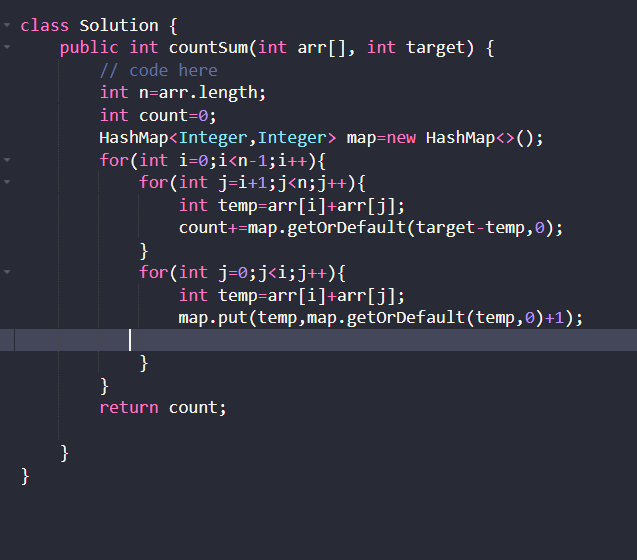 class Solution {
    public int countSum(int arr[], int target) {
        // code here
        int n=arr.length;
        int count=0;
        HashMap<Integer,Integer> map=new HashMap<>();
        for(int i=0;i<n-1;i++){
            for(int j=i+1;j<n;j++){
                int temp=arr[i]+arr[j];
                count+=map.getOrDefault(target-temp,0);
            }
            for(int j=0;j<i;j++){
                int temp=arr[i]+arr[j];
                map.put(temp,map.getOrDefault(temp,0)+1);
            }
        }
        return count;
    }
}